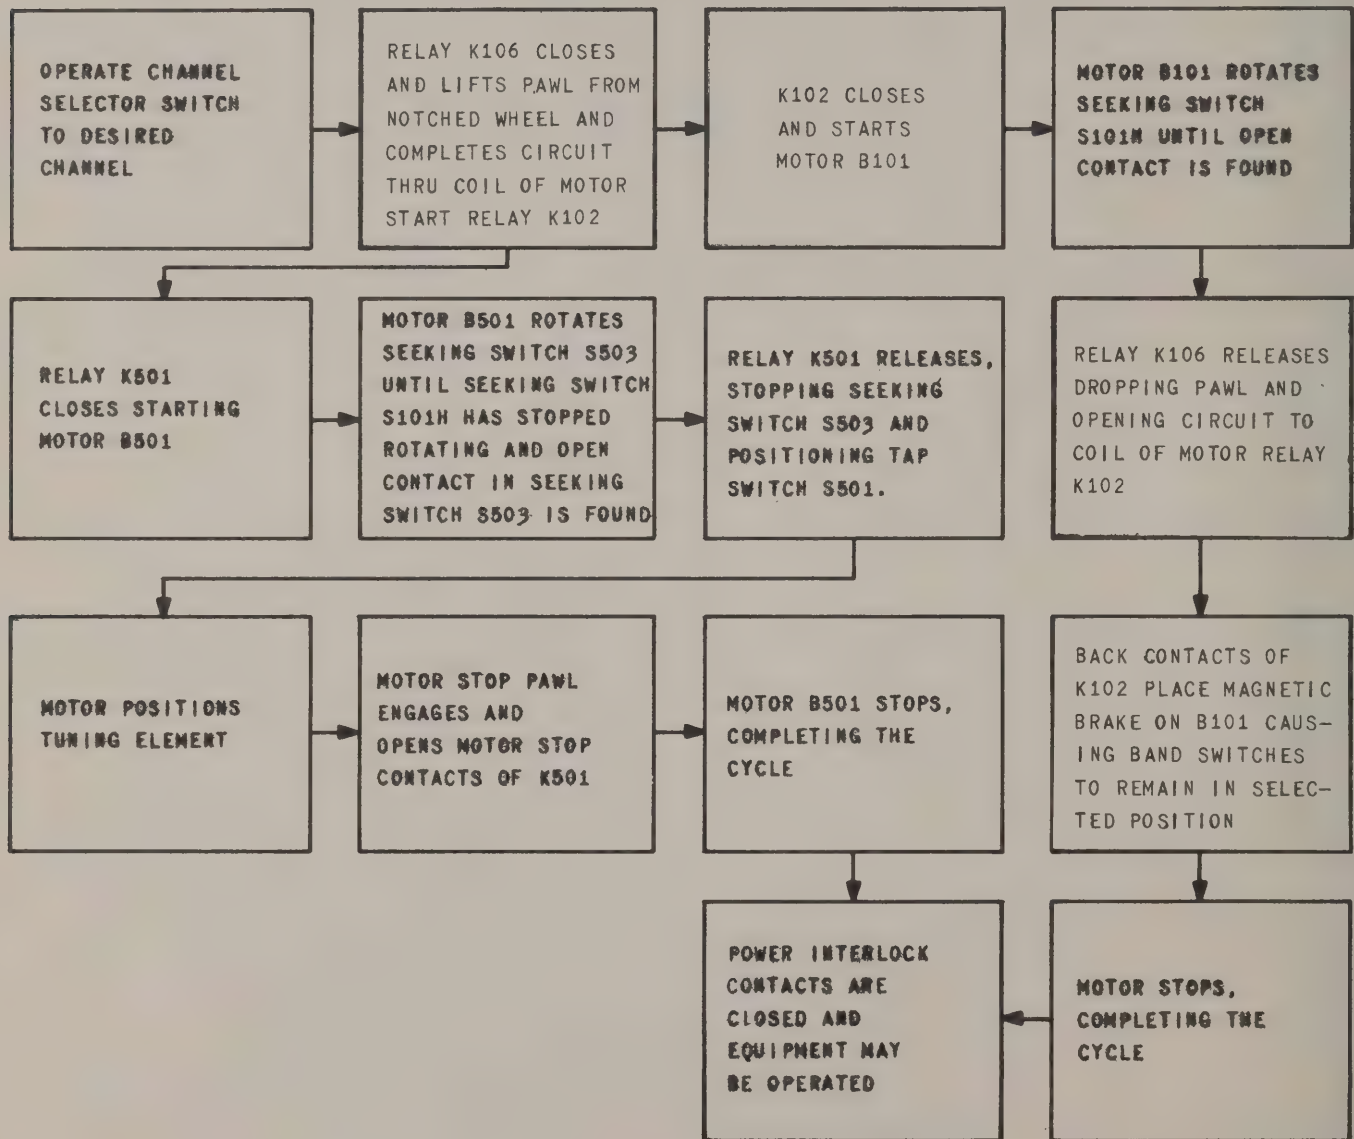 OPERATE CHANNEL
SELECTOR SWITCH
TO DESIRED
CHANNEL
RELAY K106 CLOSES
AND LIFTS PAWL FROM
NOTCHED WHEEL AND
COMPLETES CIRCUIT
THRU COIL OF MOTOR
START RELAY K102
K102 CLOSES
AND STARTS
MOTOR B101
MOTOR B101 ROTATES
SEEKING SWITCH
S101H UNTIL OPEN
CONTACT IS FOUND
RELAY K501
CLOSES STARTING
MOTOR B501
MOTOR B501 ROTATES
SEEKING SWITCH S503
UNTIL SEEKING SWITCH
S101H HAS STOPPED
ROTATING AND OPEN
CONTACT IN SEEKING
SWITCH S503 IS FOUND
RELAY K501 RELEASES,
STOPPING SEEKING
SWITCH S503 AND
POSITIONING TAP
SWITCH S501.
RELAY K106 RELEASES
DROPPING PAWL AND
OPENING CIRCUIT TO
COIL OF MOTOR RELAY
K102
MOTOR POSITIONS
TUNING ELEMENT
MOTOR STOP PAWL
ENGAGES AND
OPENS MOTOR STOP
CONTACTS OF K501
MOTOR B501 STOPS,
COMPLETING THE
CYCLE
BACK CONTACTS OF
K102 PLACE MAGNETIC
BRAKE ON B101 CAUS-
ING BAND SWITCHES
TO REMAIN IN SELEC-
TED POSITION
POWER INTERLOCK
CONTACTS ARE
CLOSED AND
EQUIPMENT MAY
BE OPERATED
MOTOR STOPS,
COMPLETING THE
CYCLE